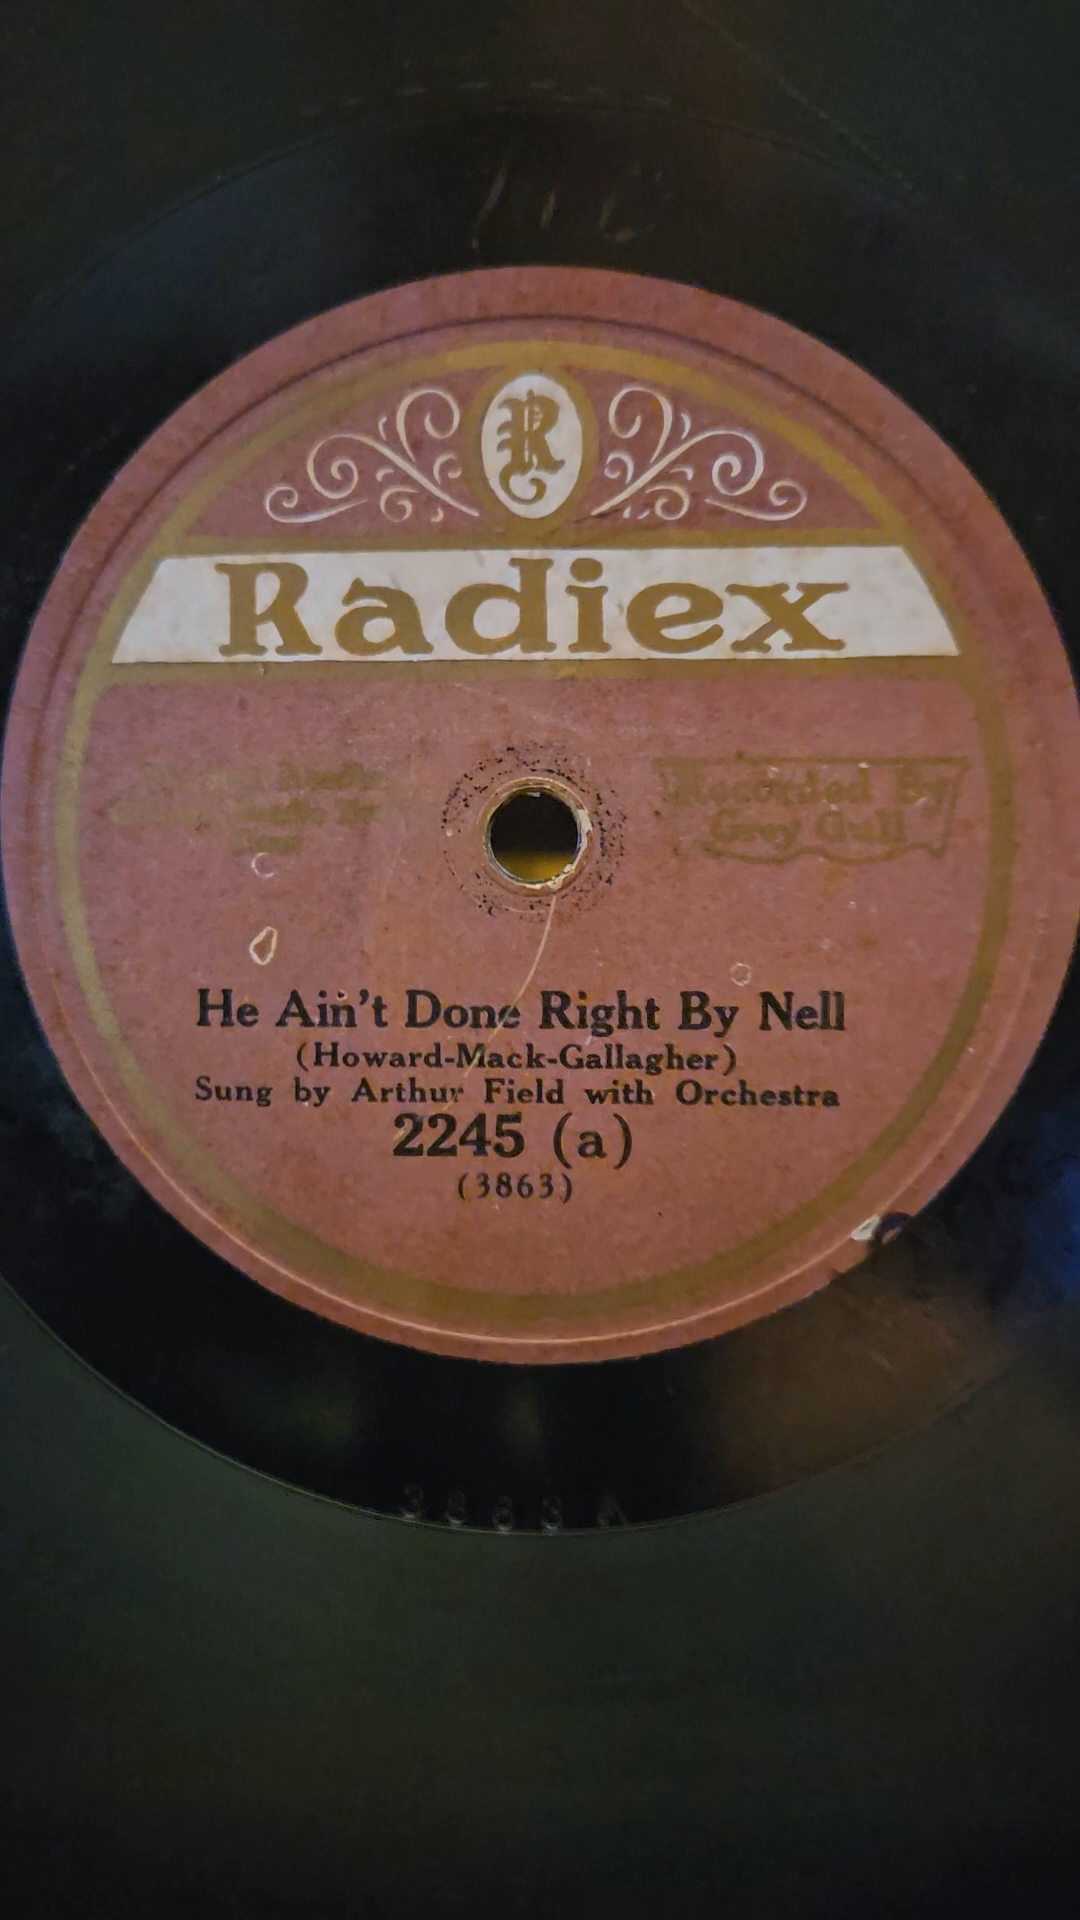 R
Radiex
Recorded By
Grey Gull
He Ain't Done Right By Nell
(Howard-Mack-Gallagher)
Sung by Arthur Field with Orchestra
2245 (a)
(3863)
3863 A